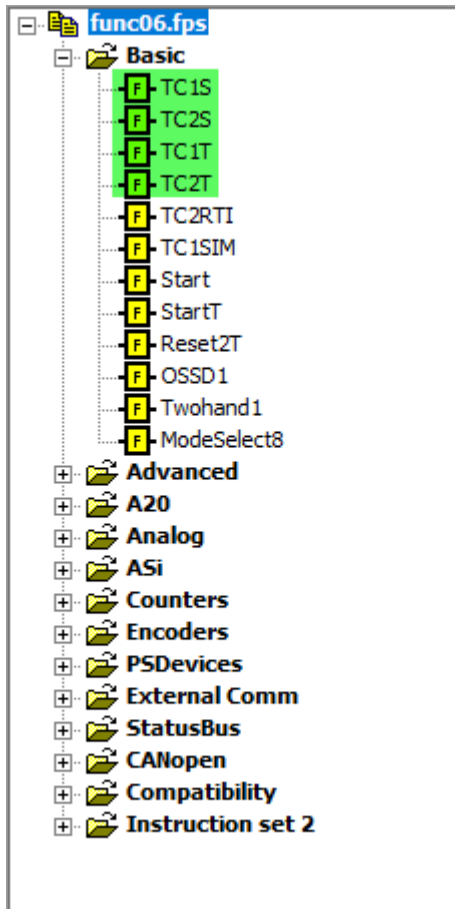 func06.fps
Basic
F TC1S
F TC2S
F TC1T
F TC2T
F TC2RTI
F TC1SIM
F Start
F StartT
F Reset2T
F OSSD1
F Twohand1
F ModeSelect8
Advanced
A20
Analog
ASi
Counters
Encoders
PSDevices
External Comm
StatusBus
CANopen
Compatibility
Instruction set 2